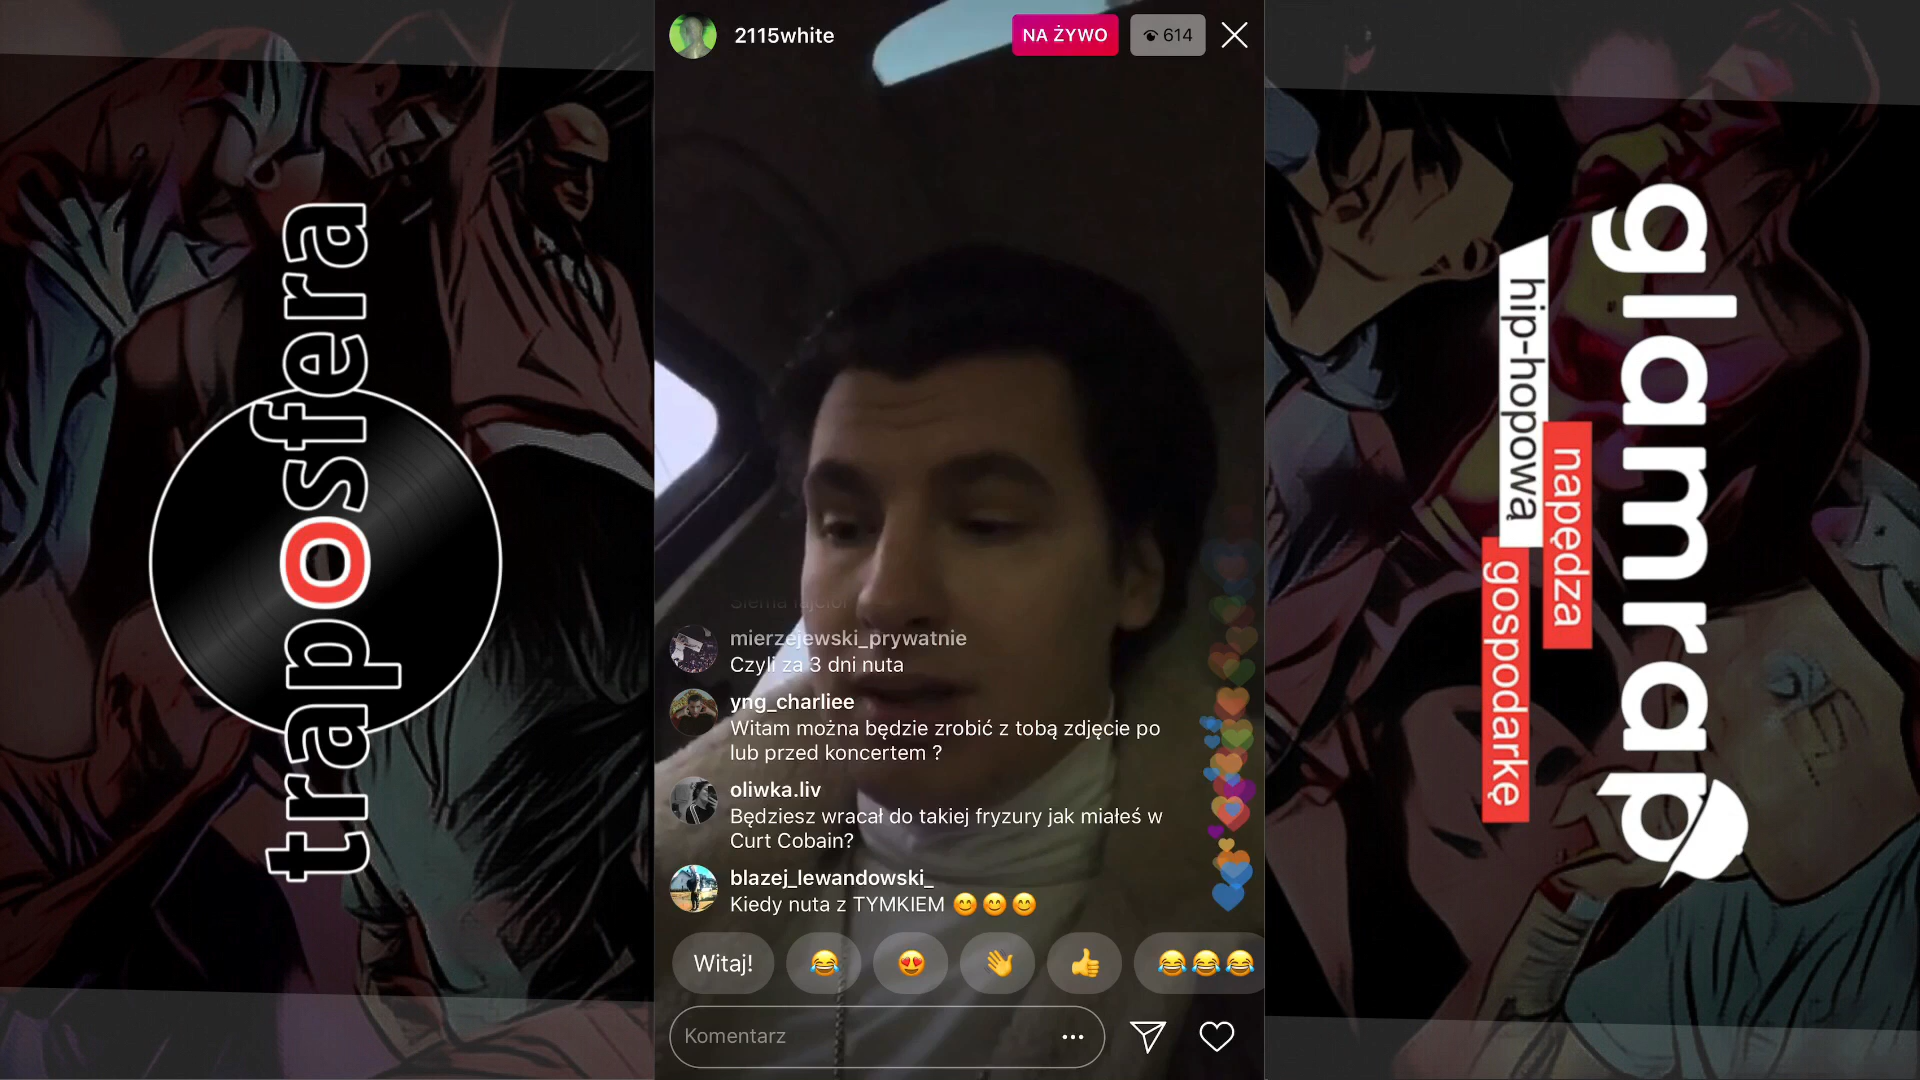 traposfera
2115white
NA ŻYWO
614
mierzejewski_prywatnie
Czyli za 3 dni nuta
yng_charliee
Witam można będzie zrobić z tobą zdjęcie po
lub przed koncertem ?
oliwka.liv
Będziesz wracał do takiej fryzury jak miałeś w
Curt Cobain?
blazej_lewandowski_
Kiedy nuta z TYMKIEM 😊😊😊
Witaj!
Komentarz
glamrap
napędza
hip-hopową
gospodarkę